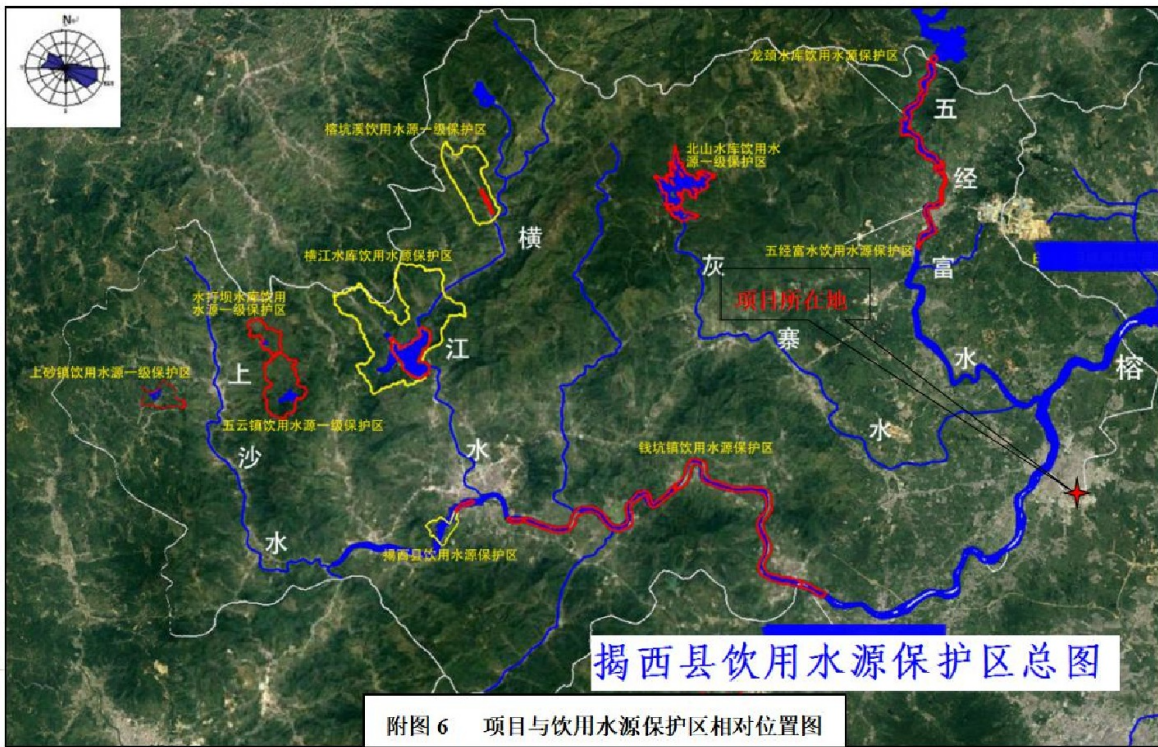 N
龙颈水库饮用水源保护区
五
榕坑溪饮用水源一级保护区
北山水库饮用水
源一级保护区
经
横
横江水库饮用水源保护区
五经富水饮用水源保护区
灰
富
水打坝水库饮用
水源一级保护区
项目所在地
江
寨
上砂镇饮用水源一级保护区
上
水
榕
五云镇饮用水源一级保护区
沙
水
水
钱坑镇饮用水源保护区
水
揭西县饮用水源保护区
揭西县饮用水源保护区总图
附图 6 项目与饮用水源保护区相对位置图